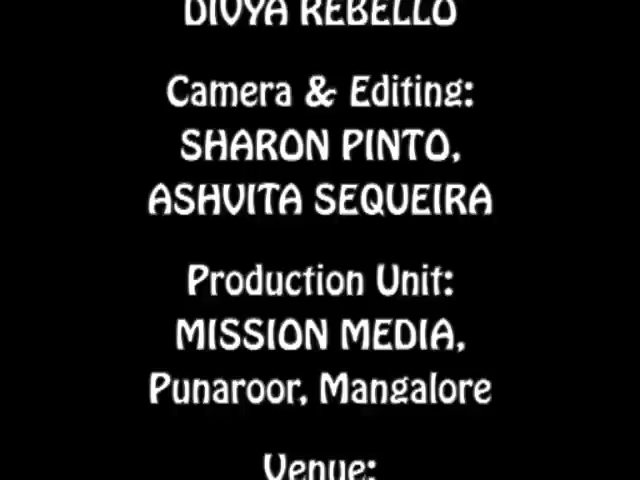 DIVYA REBELLO
Camera & Editing:
SHARON PINTO,
ASHVITA SEQUEIRA
Production Unit:
MISSION MEDIA,
Punaroor, Mangalore
Venue: